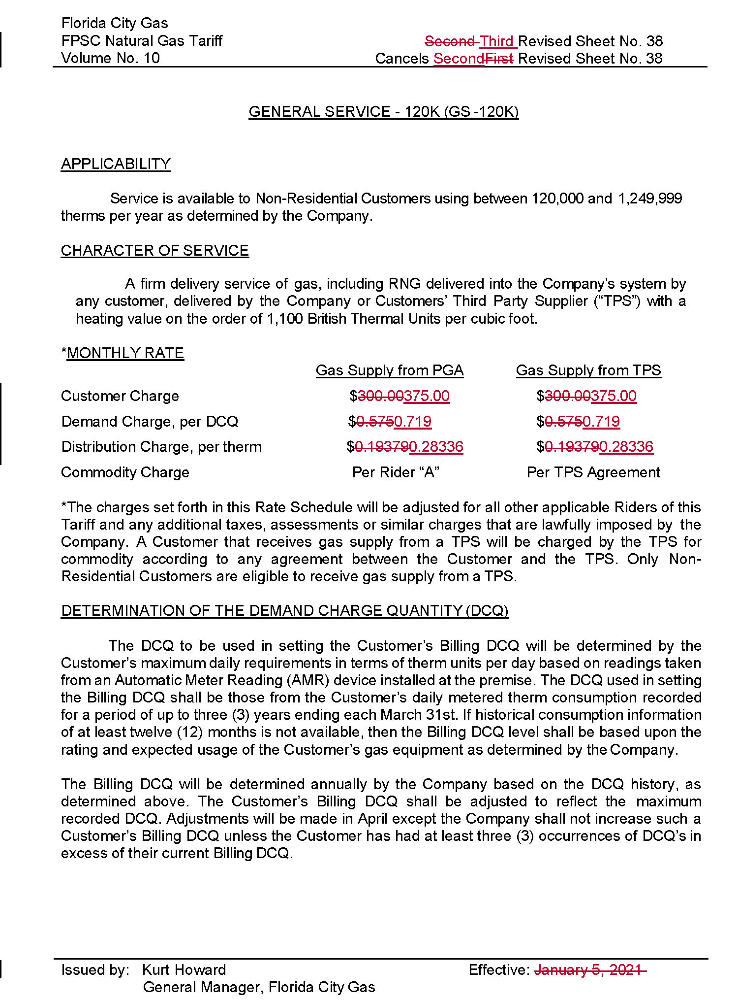 Florida City Gas
FPSC Natural Gas Tariff Second Third Revised Sheet No. 38
Volume No. 10 Cancels SecondFirst Revised Sheet No. 38
GENERAL SERVICE - 120K (GS -120K)
APPLICABILITY
Service is available to Non-Residential Customers using between 120,000 and 1,249,999
therms per year as determined by the Company.
CHARACTER OF SERVICE
A firm delivery service of gas, including RNG delivered into the Company’s system by
any customer, delivered by the Company or Customers’ Third Party Supplier (“TPS”) with a
heating value on the order of 1,100 British Thermal Units per cubic foot.
*MONTHLY RATE
Gas Supply from PGA Gas Supply from TPS
Customer Charge $300.00375.00 $300.00375.00
Demand Charge, per DCQ $0.5750.719 $0.5750.719
Distribution Charge, per therm $0.193790.28336 $0.193790.28336
Commodity Charge Per Rider “A” Per TPS Agreement
*The charges set forth in this Rate Schedule will be adjusted for all other applicable Riders of this
Tariff and any additional taxes, assessments or similar charges that are lawfully imposed by the
Company. A Customer that receives gas supply from a TPS will be charged by the TPS for
commodity according to any agreement between the Customer and the TPS. Only Non-
Residential Customers are eligible to receive gas supply from a TPS.
DETERMINATION OF THE DEMAND CHARGE QUANTITY (DCQ)
The DCQ to be used in setting the Customer’s Billing DCQ will be determined by the
Customer’s maximum daily requirements in terms of therm units per day based on readings taken
from an Automatic Meter Reading (AMR) device installed at the premise. The DCQ used in setting
the Billing DCQ shall be those from the Customer’s daily metered therm consumption recorded
for a period of up to three (3) years ending each March 31st. If historical consumption information
of at least twelve (12) months is not available, then the Billing DCQ level shall be based upon the
rating and expected usage of the Customer’s gas equipment as determined by the Company.
The Billing DCQ will be determined annually by the Company based on the DCQ history, as
determined above. The Customer’s Billing DCQ shall be adjusted to reflect the maximum
recorded DCQ. Adjustments will be made in April except the Company shall not increase such a
Customer’s Billing DCQ unless the Customer has had at least three (3) occurrences of DCQ’s in
excess of their current Billing DCQ.
Issued by: Kurt Howard Effective: January 5, 2021
General Manager, Florida City Gas